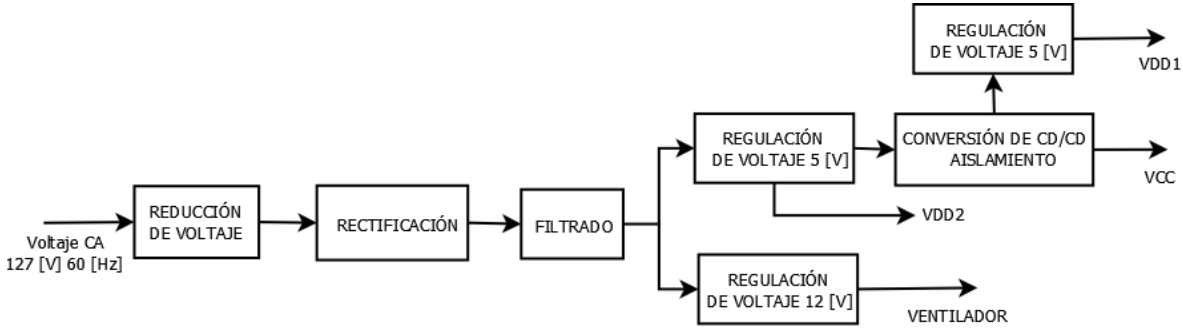 REGULACIÓN
DE VOLTAJE 5 [V]
VDD1
REGULACIÓN
DE VOLTAJE 5 [V]
CONVERSIÓN DE CD/CD
AISLAMIENTO
VCC
REDUCCIÓN
DE VOLTAJE
RECTIFICACIÓN
FILTRADO
VDD2
Voltaje CA
127 [V] 60 [Hz]
REGULACIÓN
DE VOLTAJE 12 [V]
VENTILADOR